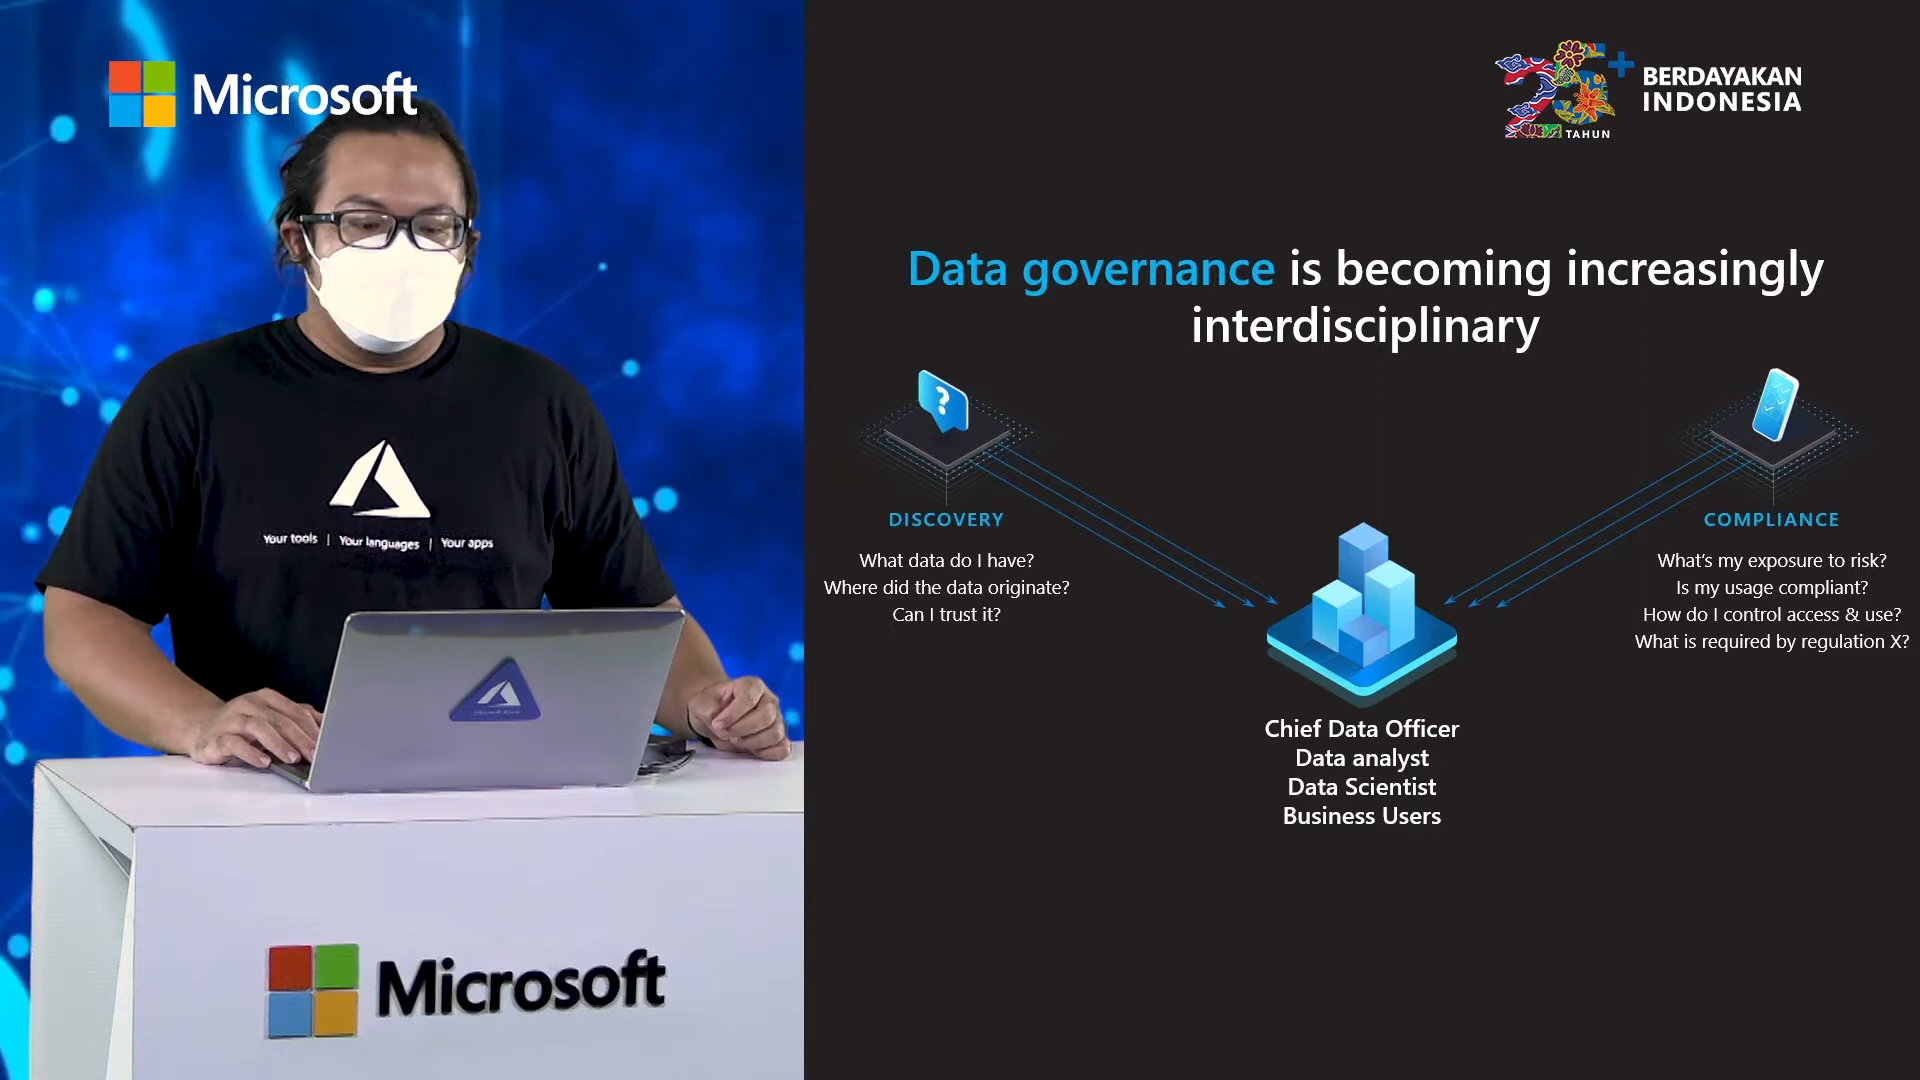 Microsoft
25+
TAHUN
BERDAYAKAN
INDONESIA
Data governance is becoming increasingly
interdisciplinary
DISCOVERY
What data do I have?
Where did the data originate?
Can I trust it?
COMPLIANCE
What's my exposure to risk?
Is my usage compliant?
How do I control access & use?
What is required by regulation X?
Chief Data Officer
Data analyst
Data Scientist
Business Users
Your tools | Your languages | Your apps
Microsoft